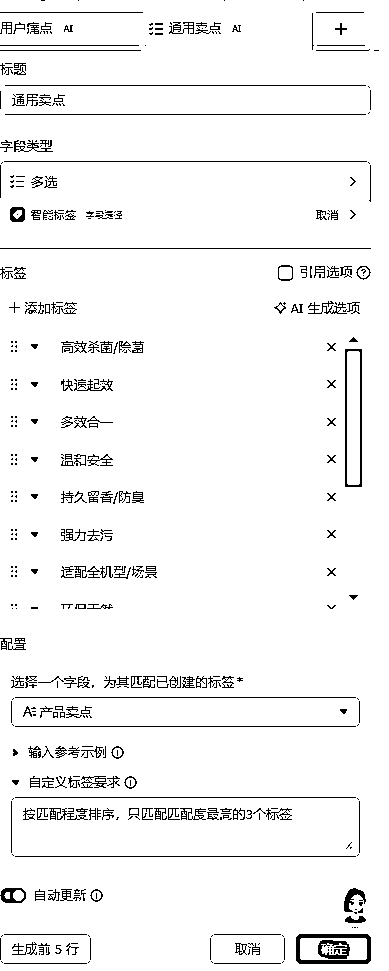 用户痛点 AI
通用卖点 AI
标题
通用卖点
字段类型
多选
智能标签 字段捷径 取消
标签 引用选项
添加标签 AI 生成选项
高效杀菌/除菌
快速起效
多效合一
温和安全
持久留香/防臭
强力去污
适配全机型/场景
环保天然
配置
选择一个字段，为其匹配已创建的标签 *
产品卖点
输入参考示例
自定义标签要求
按匹配程度排序，只匹配匹配度最高的3个标签
自动更新
生成前 5 行 取消 确定